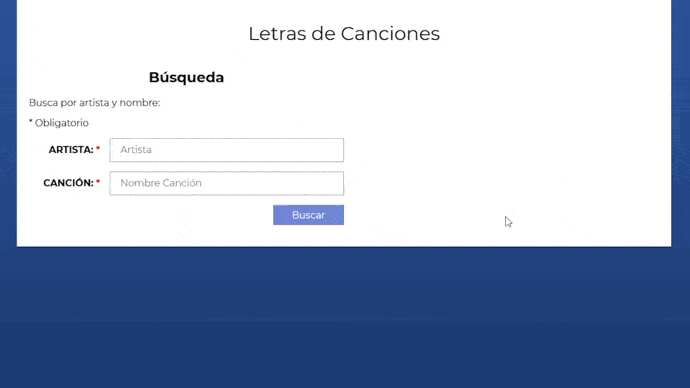 Letras de Canciones
Búsqueda
Busca por artista y nombre:
* Obligatorio
ARTISTA: * Artista
CANCIÓN: * Nombre Canción
Buscar